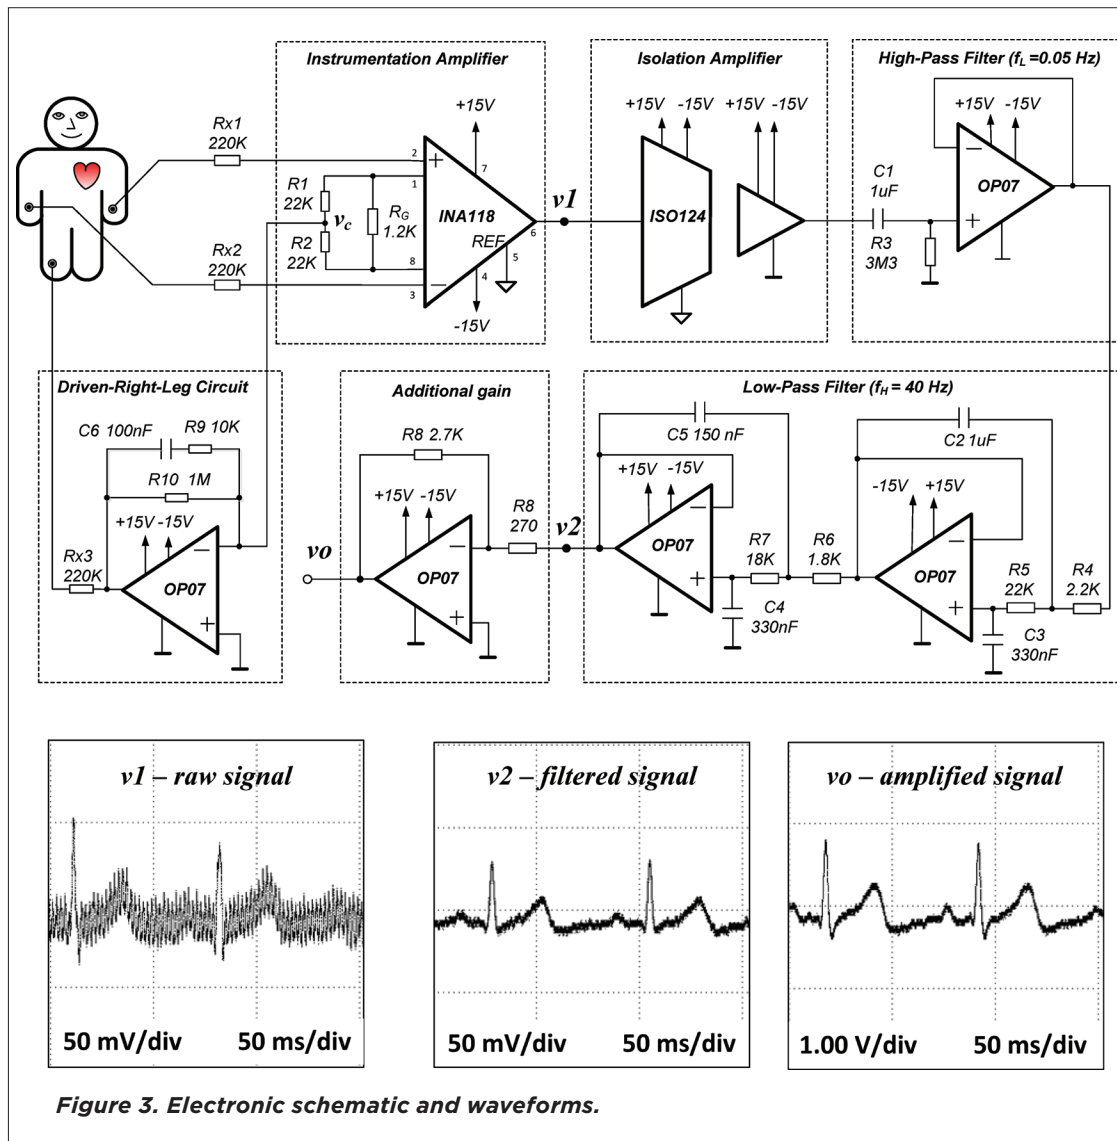 Instrumentation Amplifier
Isolation Amplifier
High-Pass Filter (fL =0.05 Hz)
Rx1
220K
+15V
2
+
7
1
R1
22K
vc
RG
1.2K
INA118
v1
6
R2
22K
REF
5
8
4
Rx2
220K
3
−
-15V
+15V
-15V
+15V
-15V
ISO124
C1
1uF
R3
3M3
+15V
-15V
−
OP07
+
Driven-Right-Leg Circuit
C6 100nF
R9 10K
R10 1M
+15V
-15V
−
Rx3
220K
OP07
+
Additional gain
R8 2.7K
+15V
-15V
R8
270
v2
−
vo
OP07
+
Low-Pass Filter (fH = 40 Hz)
C5 150 nF
+15V
-15V
−
OP07
R7
18K
R6
1.8K
+
C4
330nF
C2 1uF
-15V
+15V
−
OP07
R5
22K
R4
2.2K
+
C3
330nF
v1 – raw signal
50 mV/div
50 ms/div
v2 – filtered signal
50 mV/div
50 ms/div
vo – amplified signal
1.00 V/div
50 ms/div
Figure 3. Electronic schematic and waveforms.